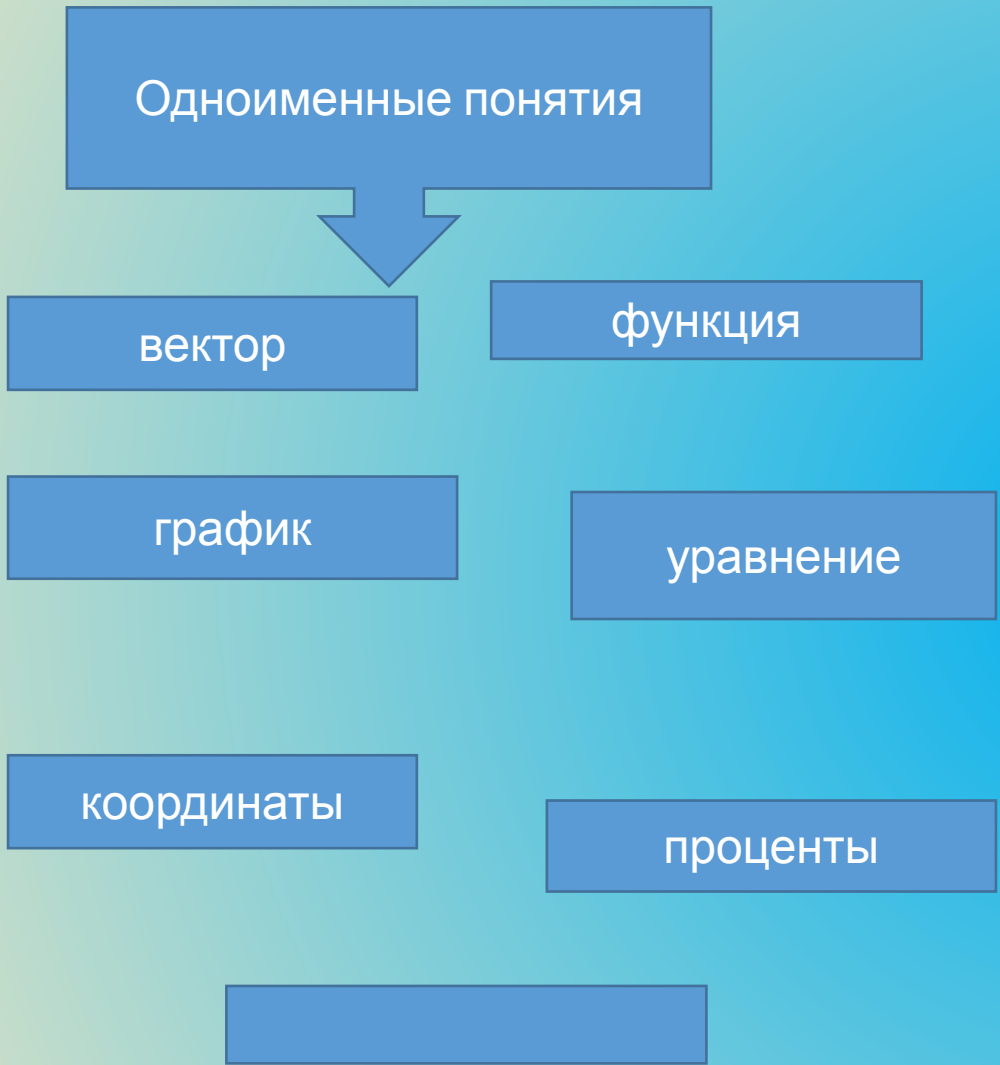 Одноименные понятия
вектор
функция
график
уравнение
координаты
проценты